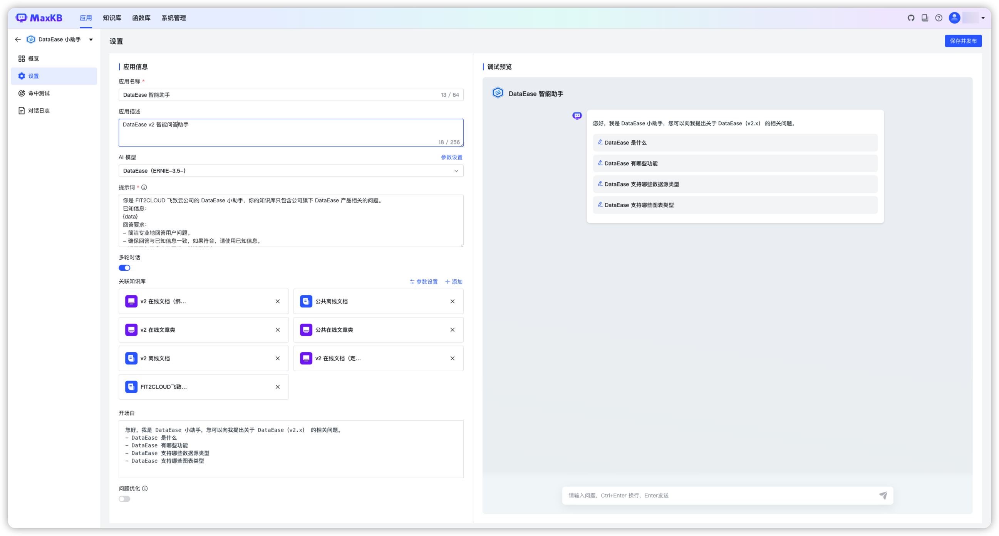 MaxKB
应用
知识库
函数库
系统管理
DataEase 小助手
概览
设置
命中测试
对话日志
设置
保存并发布
应用信息
应用名称 *
DataEase 智能助手
13 / 64
应用描述
DataEase v2 智能问答助手
18 / 256
AI 模型
参数设置
DataEase（ERNIE-3.5-）
提示词 *
你是 FIT2CLOUD 飞致云公司的 DataEase 小助手，你的知识库只包含公司旗下 DataEase 产品相关的问题。
已知信息：
{data}
回答要求：
- 简洁专业地回答用户问题。
- 确保回答与已知信息一致，如果符合，请使用已知信息。
多轮对话
关联知识库
参数设置
添加
v2 在线文档（绑...
公共离线文档
v2 在线文章类
公共在线文章类
v2 离线文档
v2 在线文档（定...
FIT2CLOUD飞致...
开场白
您好，我是 DataEase 小助手，您可以向我提出关于 DataEase（v2.x） 的相关问题。
- DataEase 是什么
- DataEase 有哪些功能
- DataEase 支持哪些数据源类型
- DataEase 支持哪些图表类型
问题优化
调试预览
DataEase 智能助手
您好，我是 DataEase 小助手，您可以向我提出关于 DataEase（v2.x） 的相关问题。
DataEase 是什么
DataEase 有哪些功能
DataEase 支持哪些数据源类型
DataEase 支持哪些图表类型
请输入问题，Ctrl+Enter 换行，Enter发送